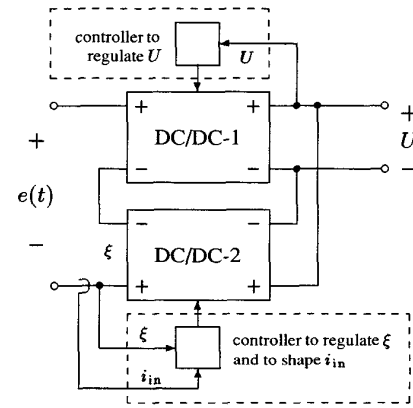 controller to
regulate U
U
+ + +
DC/DC-1
+ U
− − −
e(t)
− −
− ξ DC/DC-2
+ +
ξ
controller to regulate ξ
and to shape i_in
i_in